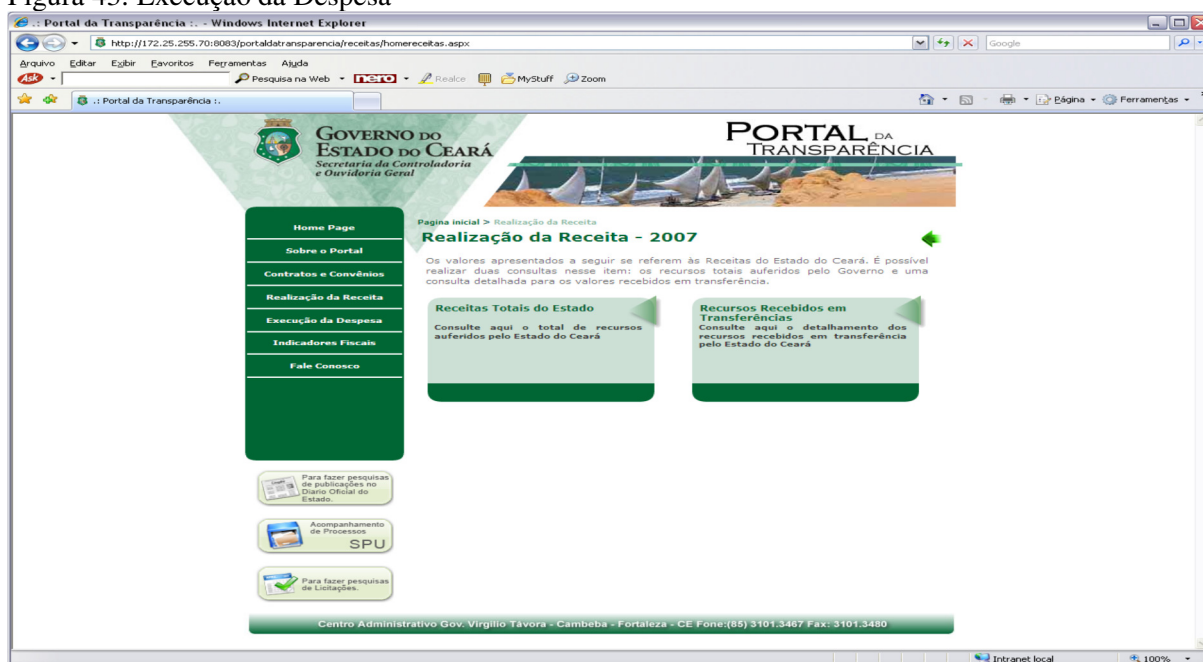 Figura 43: Execução da Despesa
.: Portal da Transparência :. - Windows Internet Explorer
http://172.25.255.70:8083/portaldatransparencia/receitas/homereceitas.aspx
Google
Arquivo Editar Exibir Favoritos Ferramentas Ajuda
Ask
Pesquisa na Web
nero
Realce
MyStuff
Zoom
.: Portal da Transparência :.
Página
Ferramentas
GOVERNO DO
ESTADO DO CEARÁ
Secretaria da Controladoria
e Ouvidoria Geral
PORTAL DA
TRANSPARÊNCIA
Home Page
Sobre o Portal
Contratos e Convênios
Realização da Receita
Execução da Despesa
Indicadores Fiscais
Fale Conosco
Pagina inicial > Realização da Receita
Realização da Receita - 2007
Os valores apresentados a seguir se referem às Receitas do Estado do Ceará. É possível
realizar duas consultas nesse item: os recursos totais auferidos pelo Governo e uma
consulta detalhada para os valores recebidos em transferência.
Receitas Totais do Estado
Consulte aqui o total de recursos
auferidos pelo Estado do Ceará
Recursos Recebidos em
Transferências
Consulte aqui o detalhamento dos
recursos recebidos em transferência
pelo Estado do Ceará
Para fazer pesquisas
de publicações no
Diario Oficial do
Estado.
Acompanhamento
de Processos
SPU
Para fazer pesquisas
de Licitações.
Centro Administrativo Gov. Virgílio Távora - Cambeba - Fortaleza - CE Fone:(85) 3101.3467 Fax: 3101.3480
Intranet local
100%